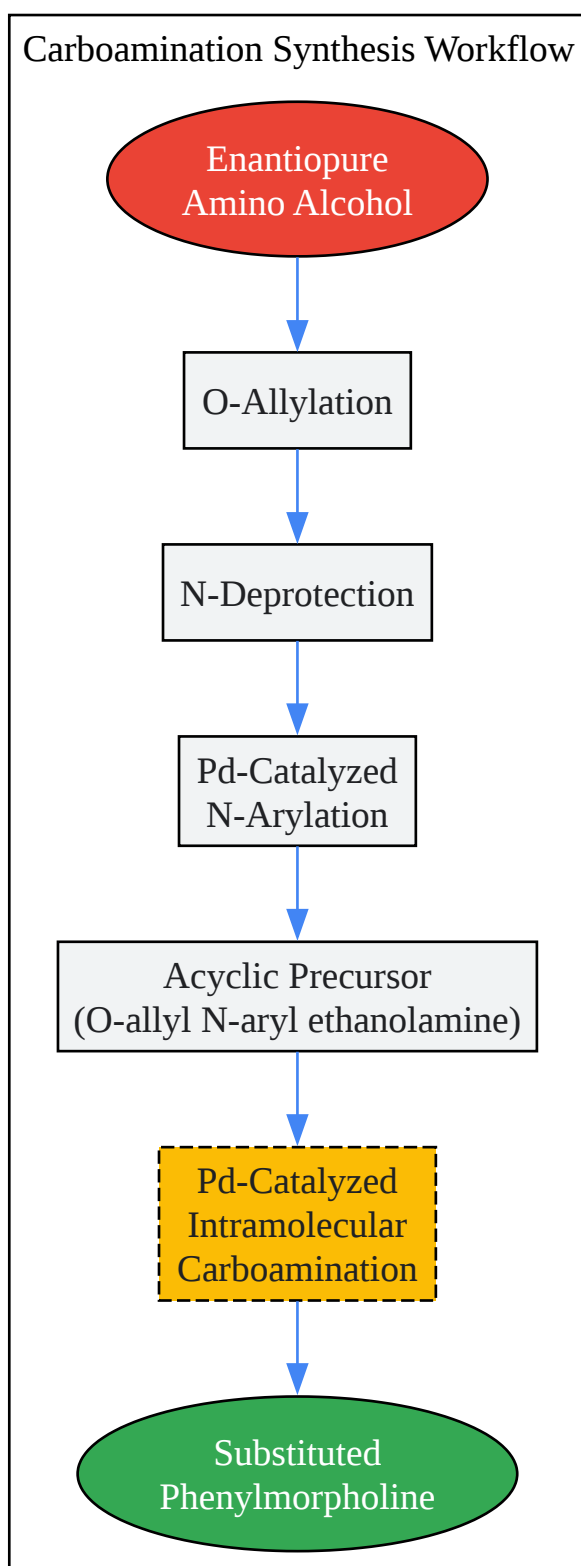 Carboamination Synthesis Workflow
Enantiopure
Amino Alcohol
O-Allylation
N-Deprotection
Pd-Catalyzed
N-Arylation
Acyclic Precursor
(O-allyl N-aryl ethanolamine)
Pd-Catalyzed
Intramolecular
Carboamination
Substituted
Phenylmorpholine